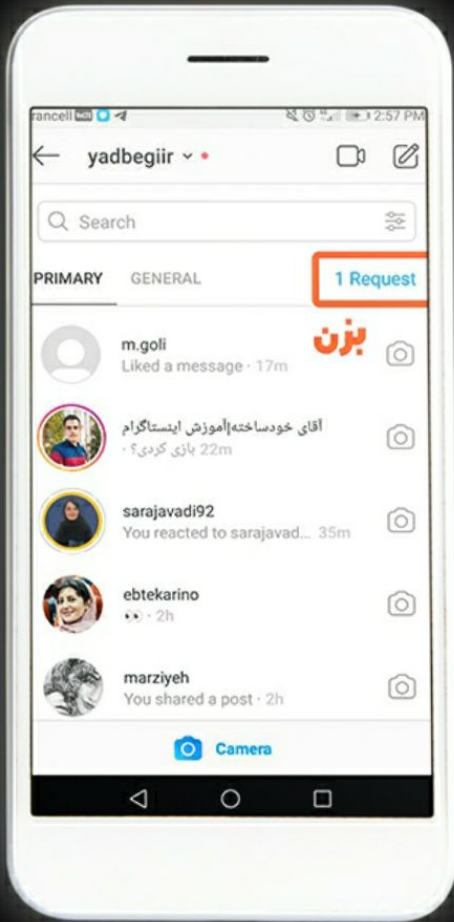 rancell
2:57 PM
yadbegiir
Search
PRIMARY GENERAL 1 Request
بزن
m.goli
Liked a message · 17m
آقای خودساخته|آموزش اینستاگرام
بازی کردی؟ · 22m
sarajavadi92
You reacted to sarajavad... 35m
ebtekarino
👀 · 2h
marziyeh
You shared a post · 2h
Camera